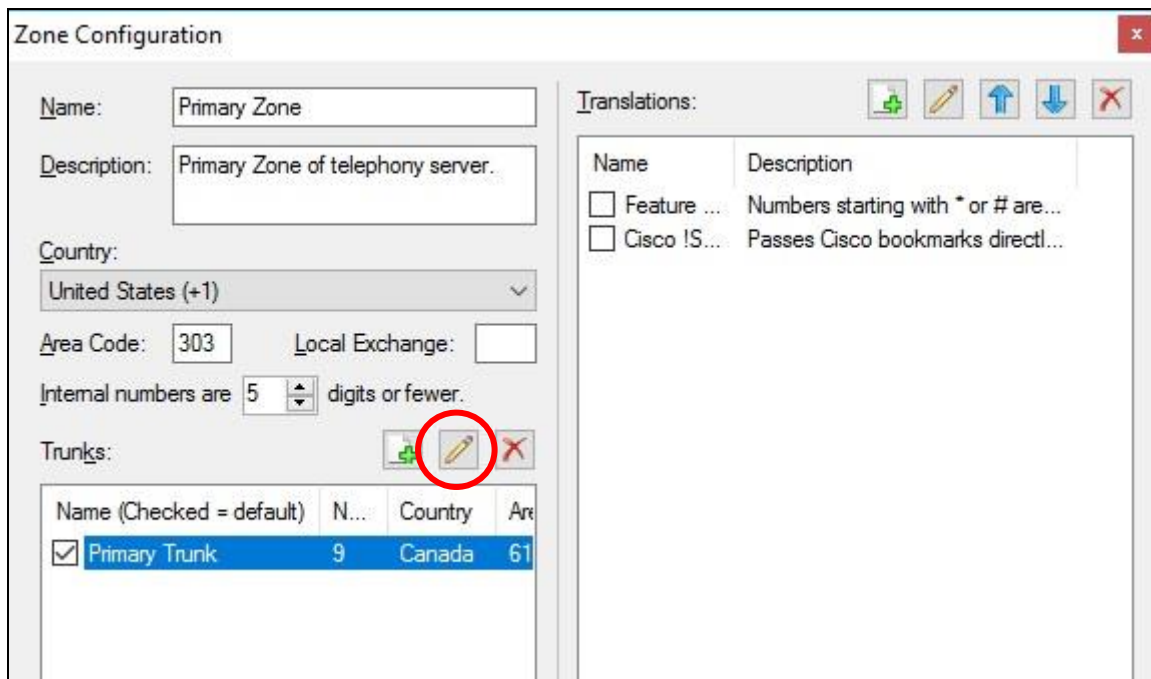 Zone Configuration
x
Name: Primary Zone
Description: Primary Zone of telephony server.
Country:
United States (+1)
Area Code: 303 Local Exchange:
Internal numbers are 5 digits or fewer.
Trunks:
Name (Checked = default) N... Country Are
Primary Trunk 9 Canada 61
Translations:
Name Description
Feature ... Numbers starting with * or # are...
Cisco !S... Passes Cisco bookmarks directl...